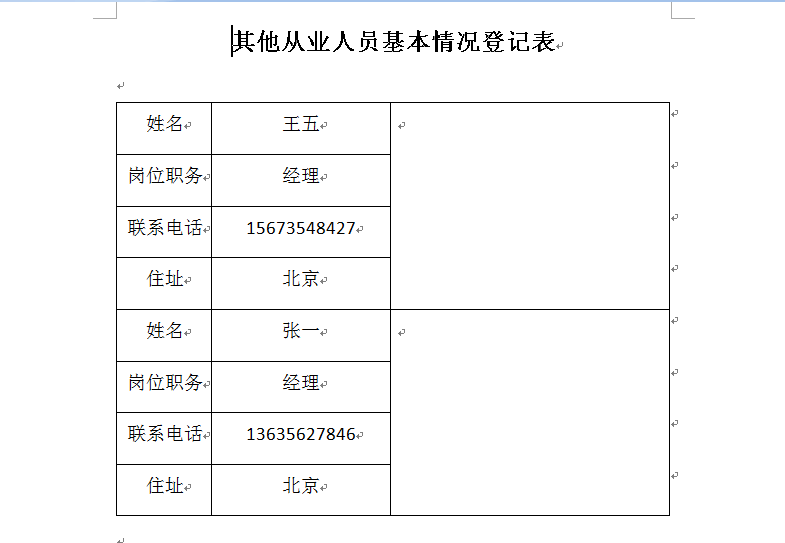 其他从业人员基本情况登记表
姓名 王五
岗位职务 经理
联系电话 15673548427
住址 北京
姓名 张一
岗位职务 经理
联系电话 13635627846
住址 北京